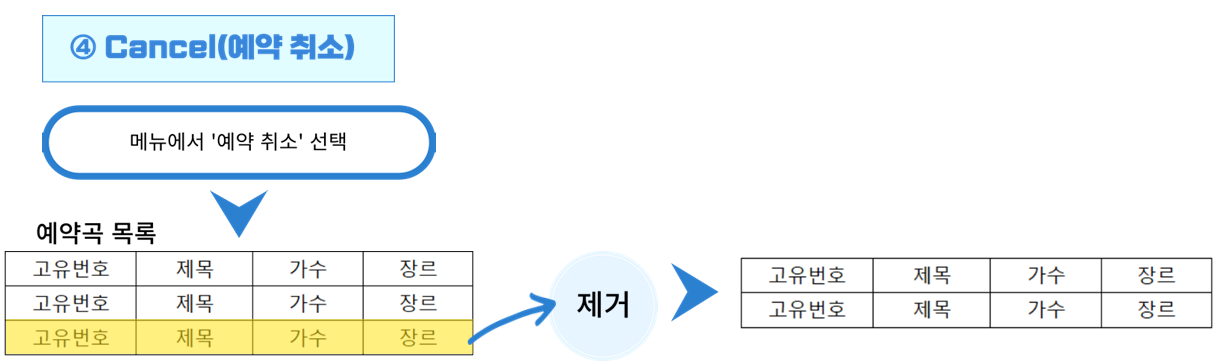 ④ Cancel(예약 취소)
메뉴에서 '예약 취소' 선택
예약곡 목록
고유번호 제목 가수 장르
고유번호 제목 가수 장르
고유번호 제목 가수 장르
제거
고유번호 제목 가수 장르
고유번호 제목 가수 장르